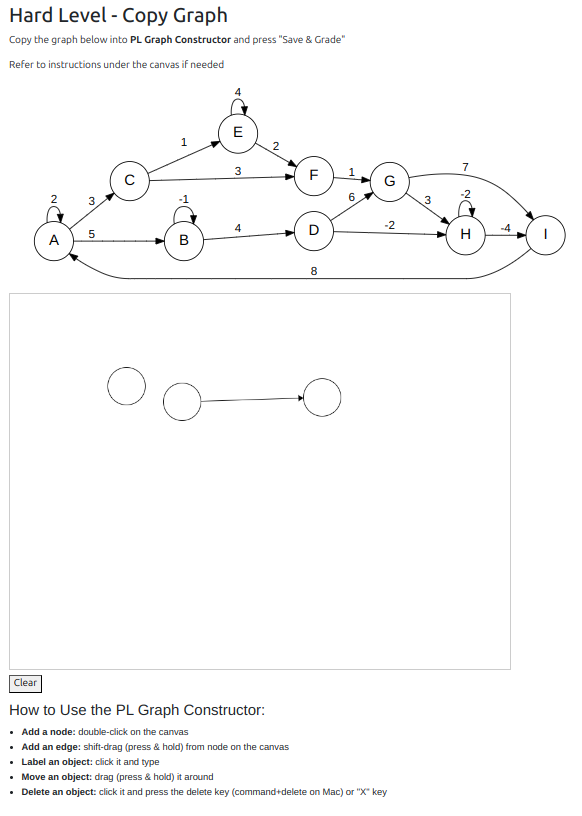 Hard Level - Copy Graph
Copy the graph below into PL Graph Constructor and press "Save & Grade"
Refer to instructions under the canvas if needed
4
E
1
2
C
3
F
1
G
7
2
3
-1
6
3
-2
A
5
B
4
D
-2
H
-4
I
8
Clear
How to Use the PL Graph Constructor:
Add a node: double-click on the canvas
Add an edge: shift-drag (press & hold) from node on the canvas
Label an object: click it and type
Move an object: drag (press & hold) it around
Delete an object: click it and press the delete key (command+delete on Mac) or "X" key